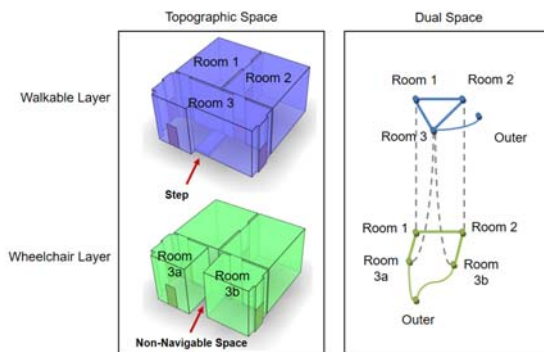 Topographic Space
Dual Space
Walkable Layer
Room 1
Room 2
Room 3
Step
Room 1
Room 2
Room 3
Outer
Wheelchair Layer
Room
3a
Room
3b
Non-Navigable Space
Room 1
Room 2
Room
3a
Room
3b
Outer